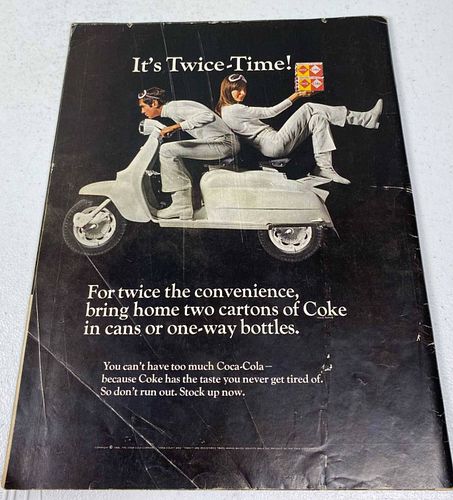 It's Twice-Time!
For twice the convenience,
bring home two cartons of Coke
in cans or one-way bottles.
You can't have too much Coca-Cola—
because Coke has the taste you never get tired of.
So don't run out. Stock up now.